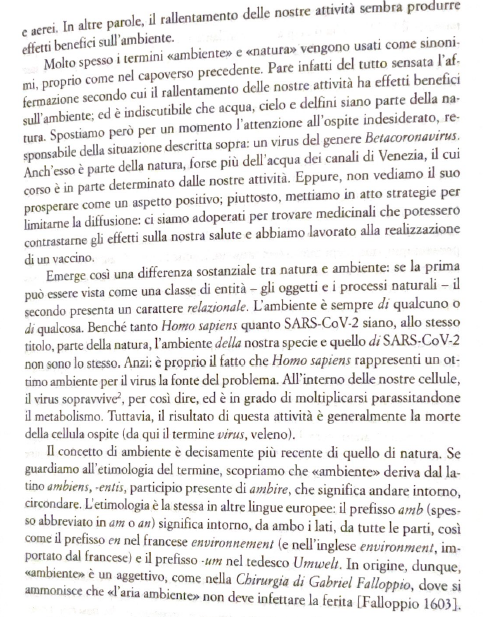 e aerei. In altre parole, il rallentamento delle nostre attività sembra produrre
effetti benefici sull'ambiente.
Molto spesso i termini «ambiente» e «natura» vengono usati come sinoni-
mi, proprio come nel capoverso precedente. Pare infatti del tutto sensata l'af-
fermazione secondo cui il rallentamento delle nostre attività ha effetti benefici
sull'ambiente; ed è indiscutibile che acqua, cielo e delfini siano parte della na-
tura. Spostiamo però per un momento l'attenzione all'ospite indesiderato, re-
sponsabile della situazione descritta sopra: un virus del genere Betacoronavirus.
Anch'esso è parte della natura, forse più dell'acqua dei canali di Venezia, il cui
corso è in parte determinato dalle nostre attività. Eppure, non vediamo il suo
prosperare come un aspetto positivo; piuttosto, mettiamo in atto strategie per
limitarne la diffusione: ci siamo adoperati per trovare medicinali che potessero
contrastarne gli effetti sulla nostra salute e abbiamo lavorato alla realizzazione
di un vaccino.
Emerge così una differenza sostanziale tra natura e ambiente: se la prima
può essere vista come una classe di entità – gli oggetti e i processi naturali – il
secondo presenta un carattere relazionale. L'ambiente è sempre di qualcuno o
di qualcosa. Benché tanto Homo sapiens quanto SARS-CoV-2 siano, allo stesso
titolo, parte della natura, l'ambiente della nostra specie e quello di SARS-CoV-2
non sono lo stesso. Anzi: è proprio il fatto che Homo sapiens rappresenti un ot-
timo ambiente per il virus la fonte del problema. All'interno delle nostre cellule,
il virus sopravvive², per così dire, ed è in grado di moltiplicarsi parassitandone
il metabolismo. Tuttavia, il risultato di questa attività è generalmente la morte
della cellula ospite (da qui il termine virus, veleno).
Il concetto di ambiente è decisamente più recente di quello di natura. Se
guardiamo all'etimologia del termine, scopriamo che «ambiente» deriva dal la-
tino ambiens, -entis, participio presente di ambire, che significa andare intorno,
circondare. L'etimologia è la stessa in altre lingue europee: il prefisso amb (spes-
so abbreviato in am o an) significa intorno, da ambo i lati, da tutte le parti, così
come il prefisso en nel francese environnement (e nell'inglese environment, im-
portato dal francese) e il prefisso -um nel tedesco Umwelt. In origine, dunque,
«ambiente» è un aggettivo, come nella Chirurgia di Gabriel Falloppio, dove si
ammonisce che «l'aria ambiente» non deve infettare la ferita [Falloppio 1603].